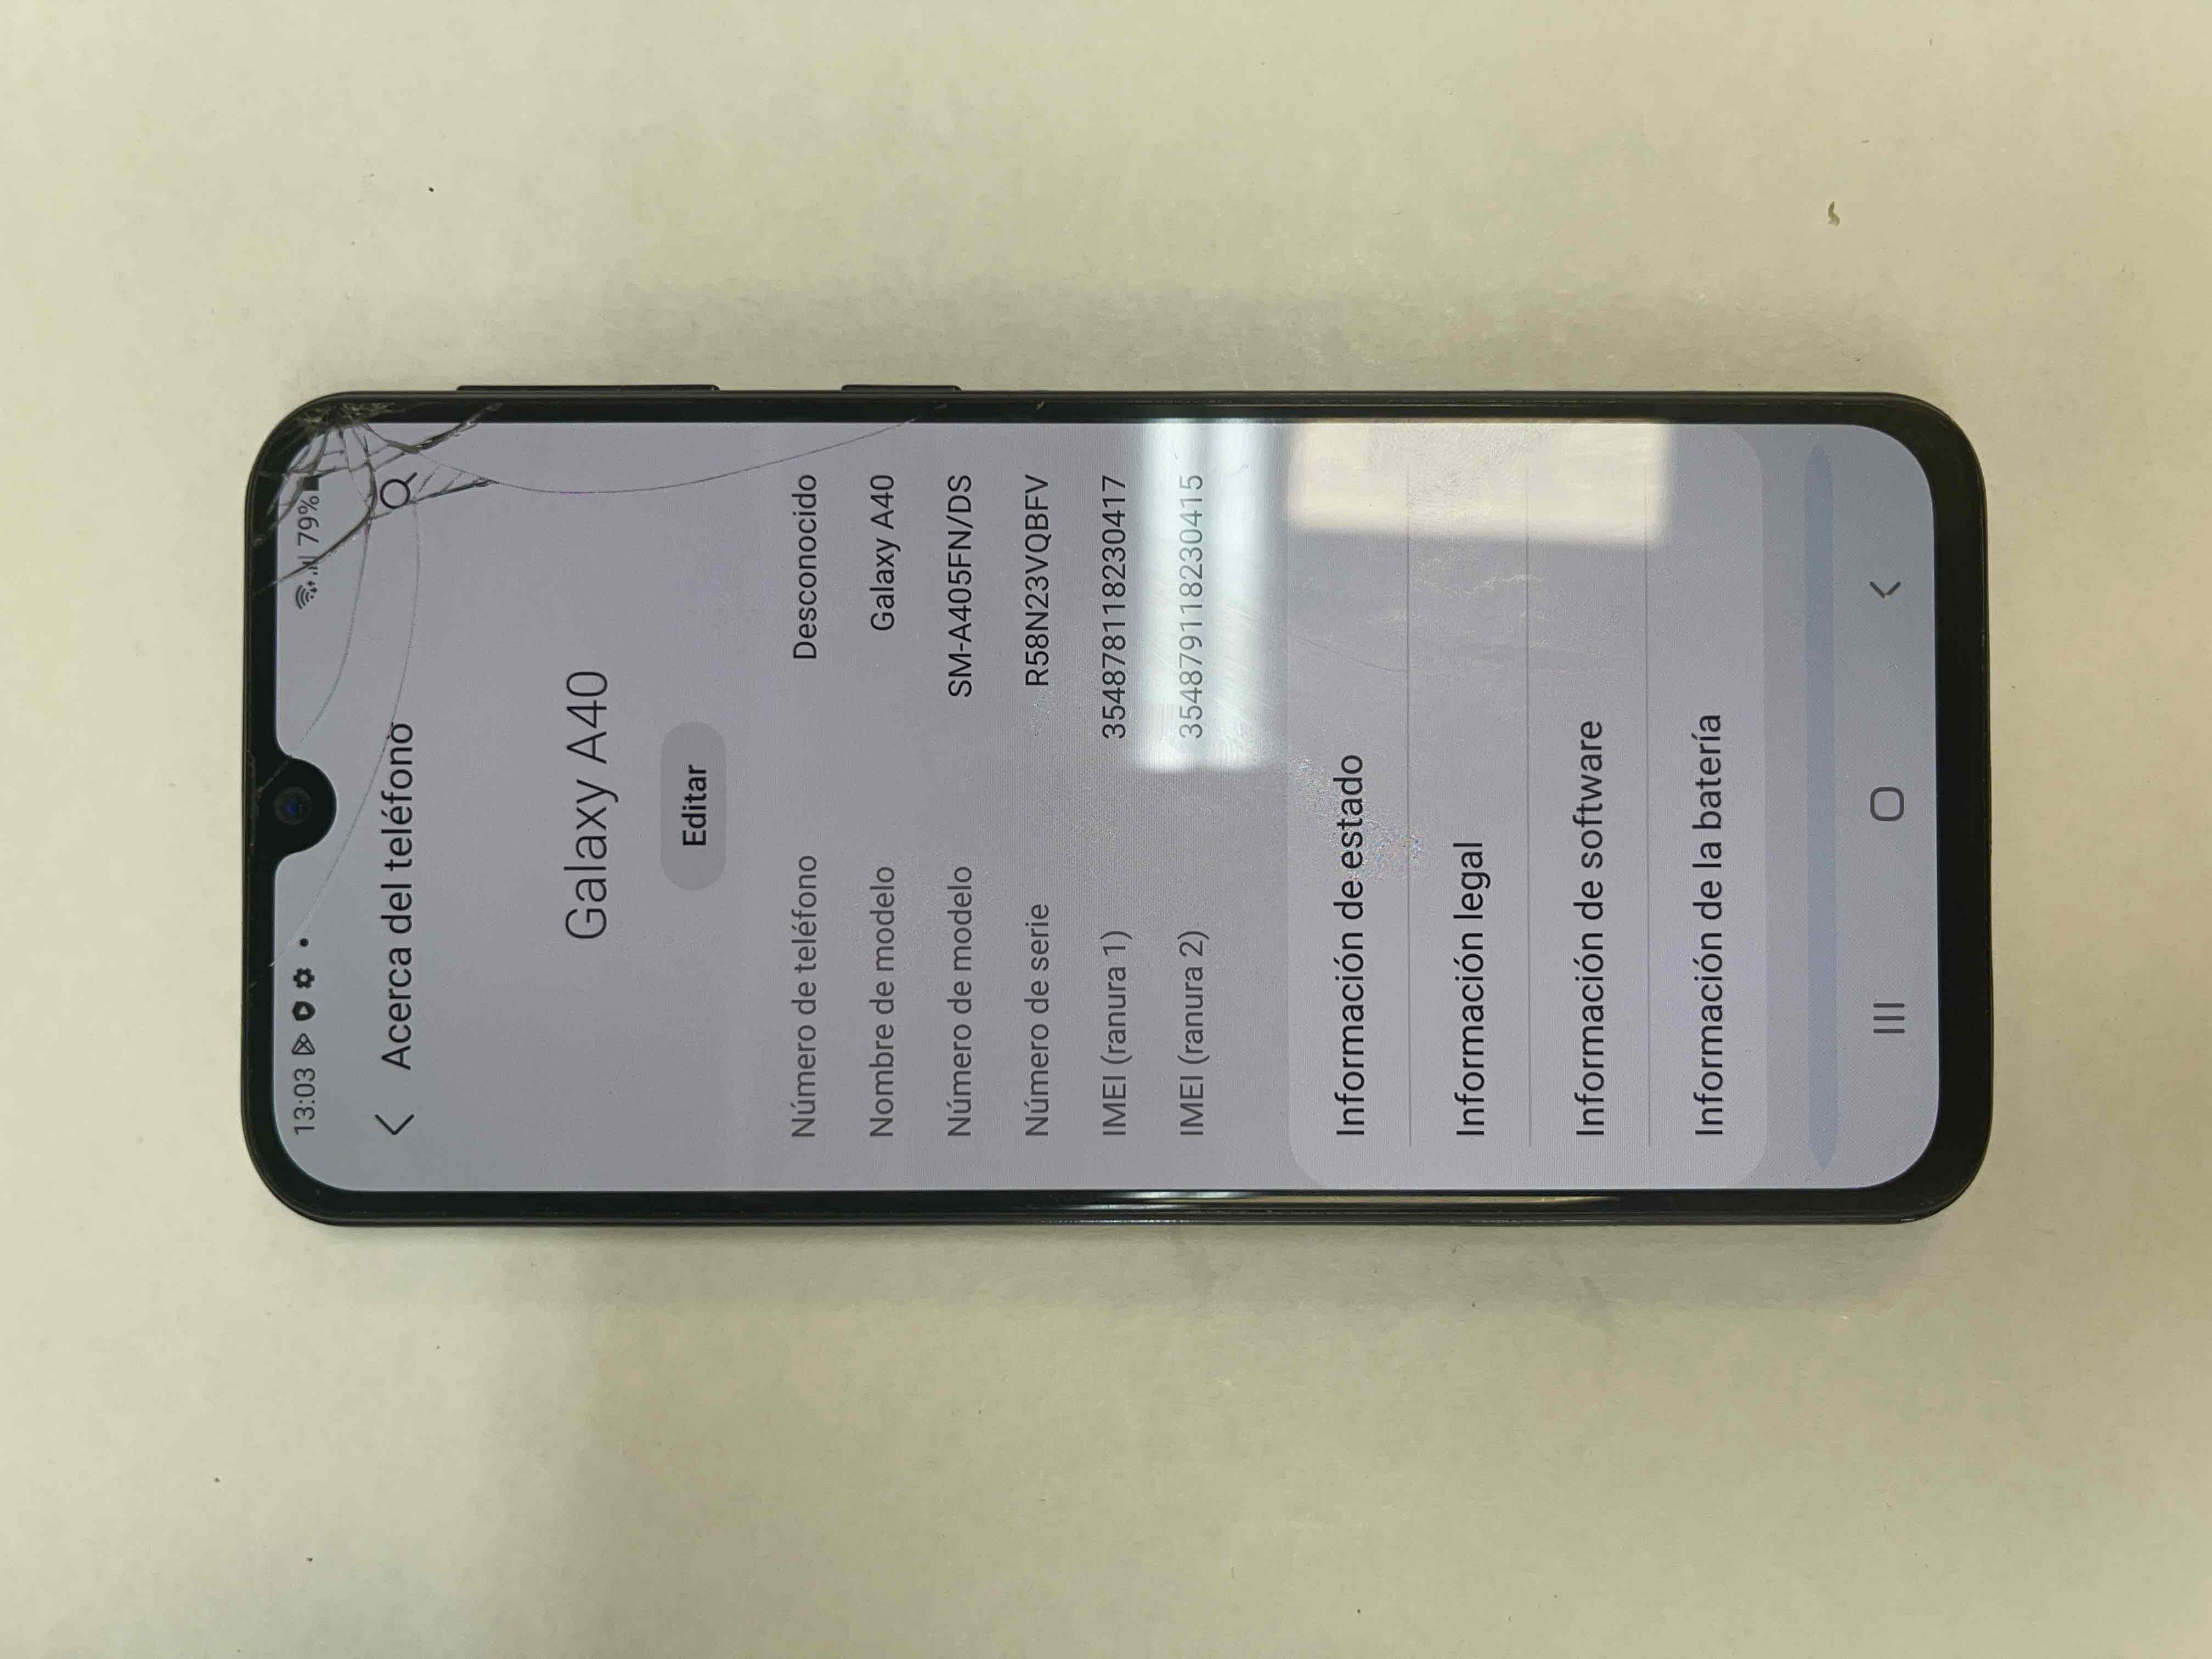 13:03 79%
Acerca del teléfono
Galaxy A40
Editar
Número de teléfono Desconocido
Nombre de modelo Galaxy A40
Número de modelo SM-A405FN/DS
Número de serie R58N23VQBFV
IMEI (ranura 1) 354878118230417
IMEI (ranura 2) 354879118230415
Información de estado
Información legal
Información de software
Información de la batería